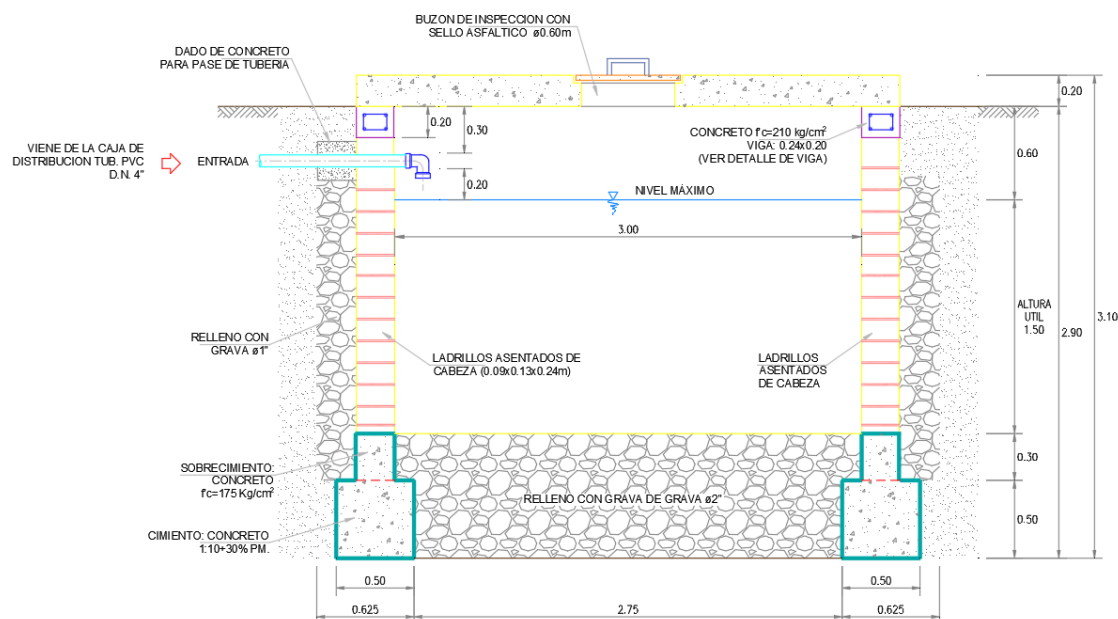 BUZON DE INSPECCION CON
SELLO ASFALTICO ø0.60m
DADO DE CONCRETO
PARA PASE DE TUBERIA
0.20
0.20
0.30
CONCRETO f'c=210 kg/cm²
VIGA: 0.24x0.20
(VER DETALLE DE VIGA)
0.60
VIENE DE LA CAJA DE
DISTRIBUCION TUB. PVC
D.N. 4"
ENTRADA
0.20
NIVEL MÁXIMO
3.00
ALTURA
UTIL
1.50
3.10
2.90
RELLENO CON
GRAVA ø1"
LADRILLOS ASENTADOS DE
CABEZA (0.09x0.13x0.24m)
LADRILLOS
ASENTADOS
DE CABEZA
0.30
SOBRECIMIENTO:
CONCRETO
f'c=175 Kg/cm²
RELLENO CON GRAVA DE GRAVA ø2"
0.50
CIMIENTO: CONCRETO
1:10+30% PM.
0.50
0.50
0.625
2.75
0.625